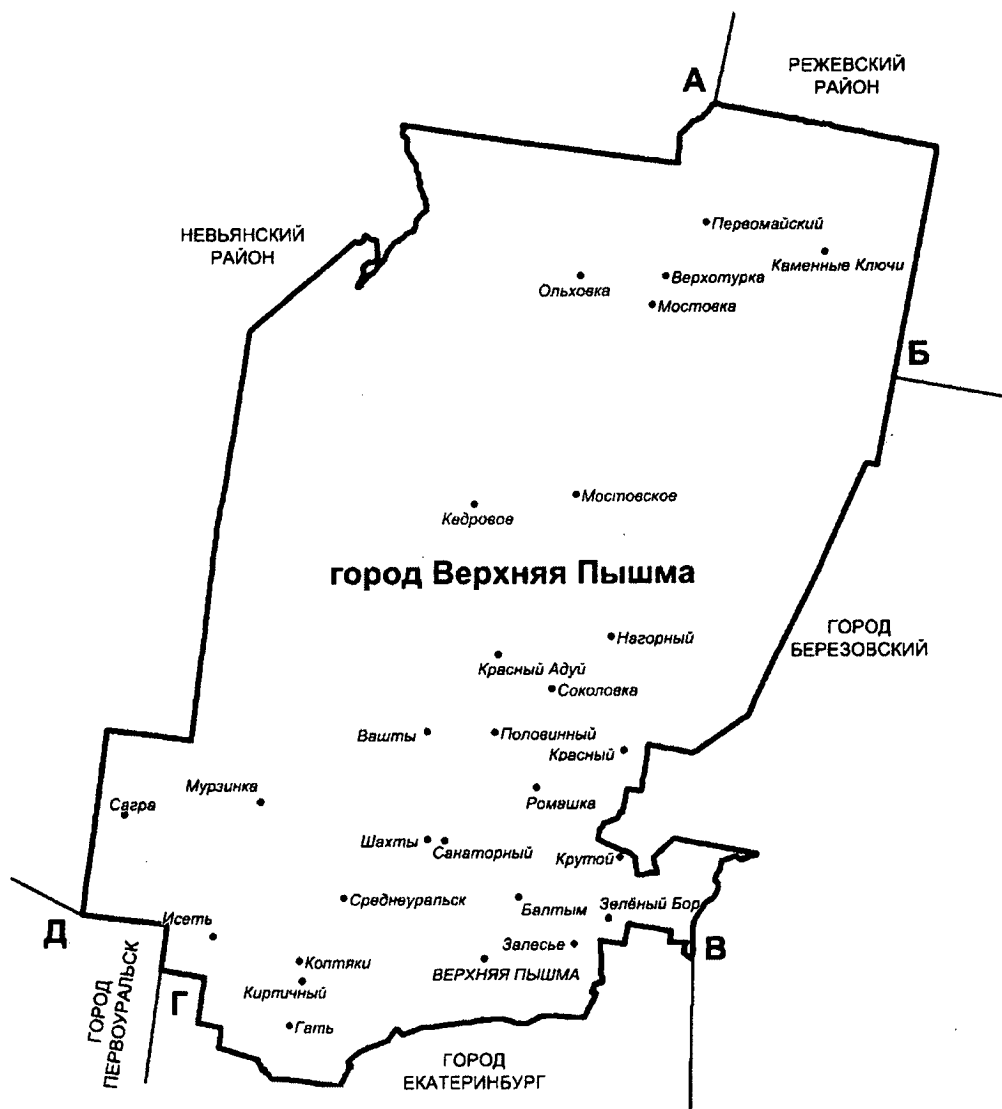 А
РЕЖЕВСКИЙ
РАЙОН
НЕВЬЯНСКИЙ
РАЙОН
Первомайский
Каменные Ключи
Верхотурка
Ольховка
Мостовка
Б
Мостовское
Кедровое
город Верхняя Пышма
ГОРОД
БЕРЕЗОВСКИЙ
Нагорный
Красный Адуй
Соколовка
Вашты
Половинный
Красный
Мурзинка
Сагра
Ромашка
Шахты
Санаторный
Крутой
Среднеуральск
Балтым
Зелёный Бор
Д
Исеть
Залесье
В
Коптяки
ВЕРХНЯЯ ПЫШМА
Кирпичный
Г
Гать
ГОРОД
ПЕРВОУРАЛЬСК
ГОРОД
ЕКАТЕРИНБУРГ